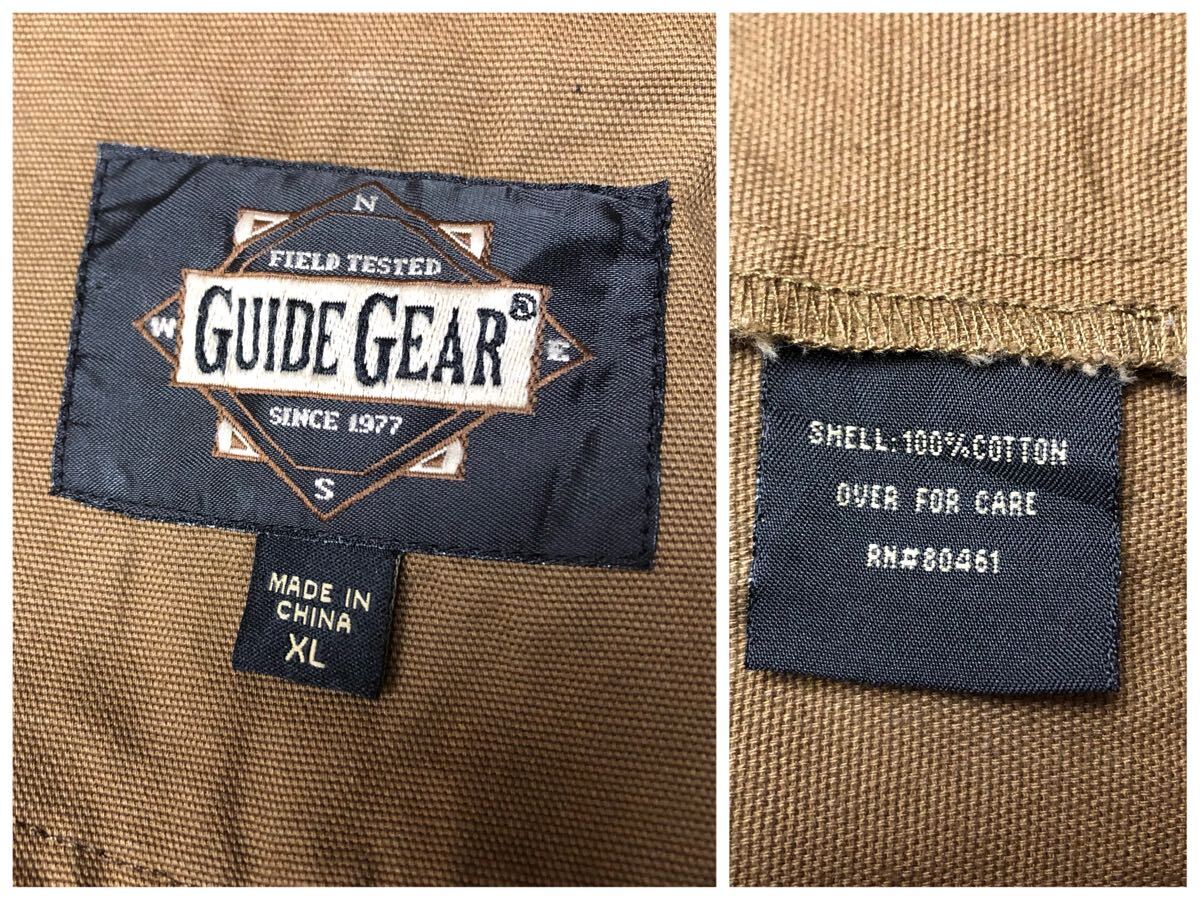 N
FIELD TESTED
GUIDE GEAR®
W
E
SINCE 1977
S
MADE IN
CHINA
XL
SHELL: 100% COTTON
OVER FOR CARE
RN#80461